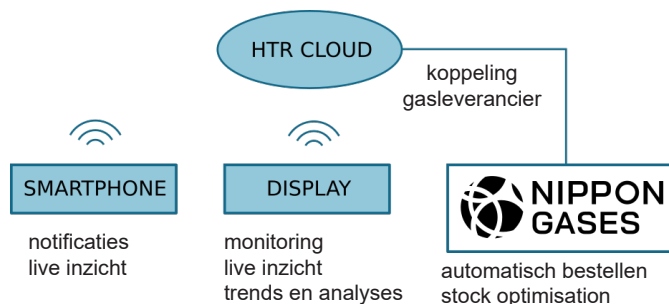 HTR CLOUD
koppeling
gasleverancier
SMARTPHONE
DISPLAY
NIPPON
GASES
notificaties
live inzicht
monitoring
live inzicht
trends en analyses
automatisch bestellen
stock optimisation